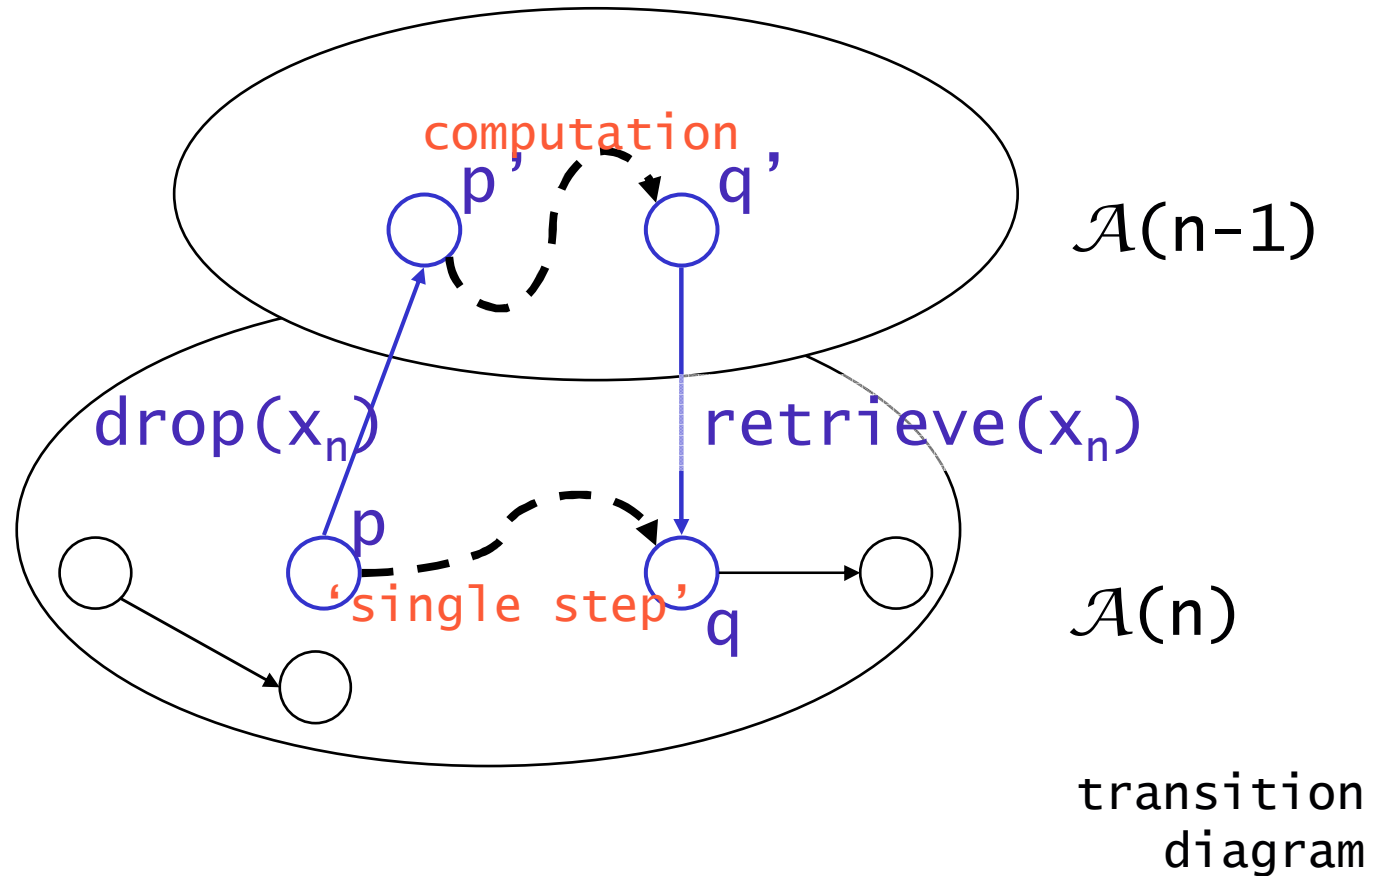 computation
p’
q’
𝒜(n-1)
drop(xₙ)
retrieve(xₙ)
p
‘single step’
q
𝒜(n)
transition
diagram